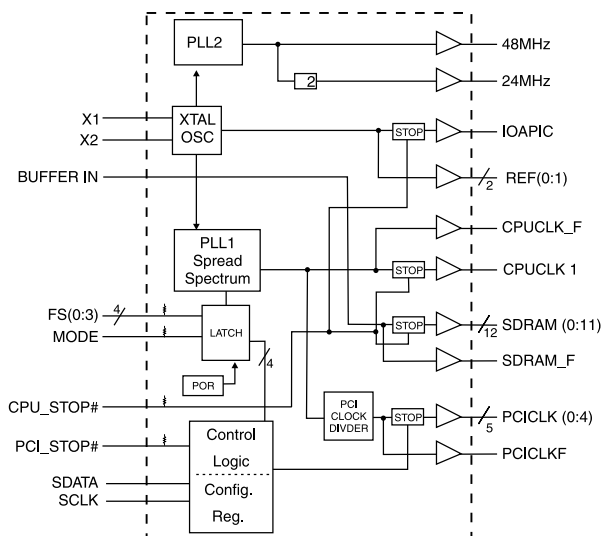 PLL2
48MHz
2
24MHz
X1
X2
XTAL
OSC
STOP
IOAPIC
BUFFER IN
2
REF(0:1)
CPUCLK_F
PLL1
Spread
Spectrum
STOP
CPUCLK 1
FS(0:3)
4
MODE
LATCH
STOP
12
SDRAM (0:11)
SDRAM_F
4
POR
CPU_STOP#
PCI_STOP#
PCI
CLOCK
DIVDER
STOP
5
PCICLK (0:4)
PCICLKF
Control
Logic
SDATA
SCLK
Config.
Reg.